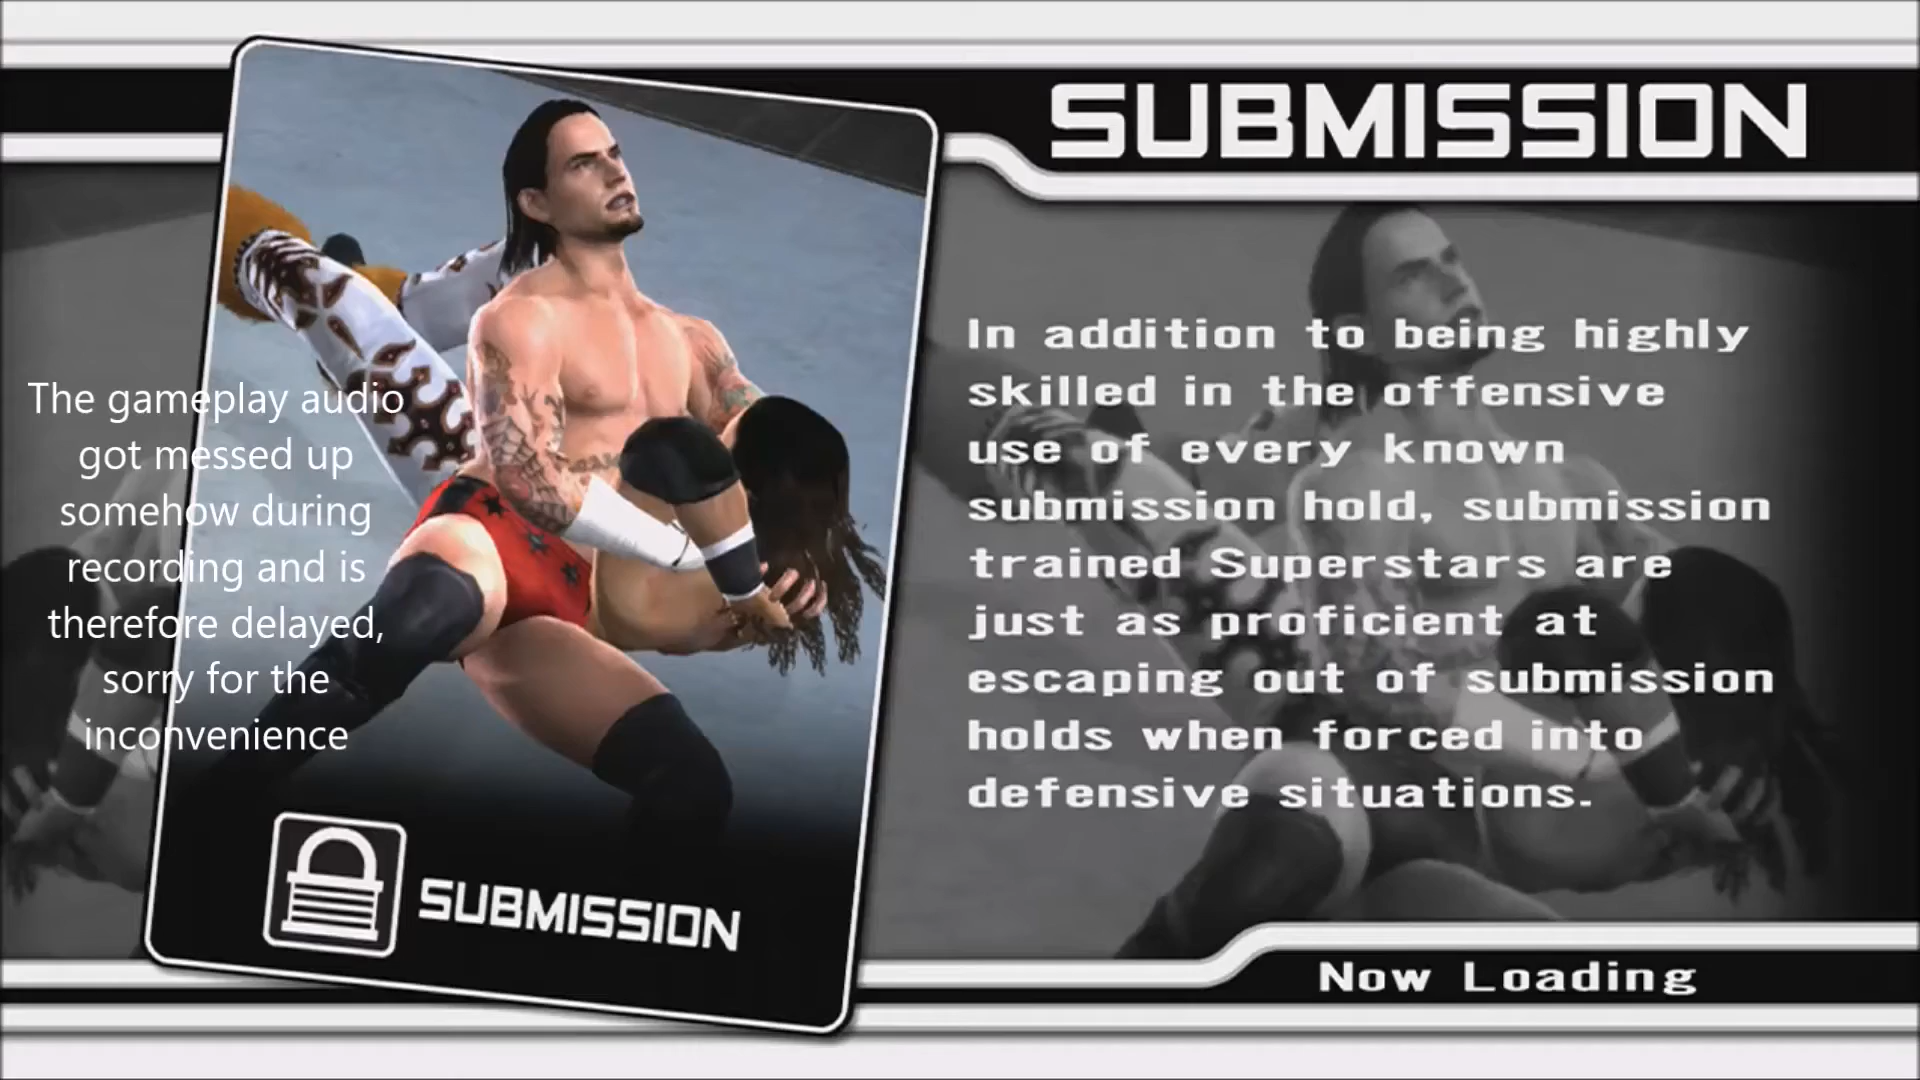 SUBMISSION
In addition to being highly
skilled in the offensive
use of every known
submission hold, submission
trained Superstars are
just as proficient at
escaping out of submission
holds when forced into
defensive situations.
The gameplay audio
got messed up
somehow during
recording and is
therefore delayed,
sorry for the
inconvenience
SUBMISSION
Now Loading